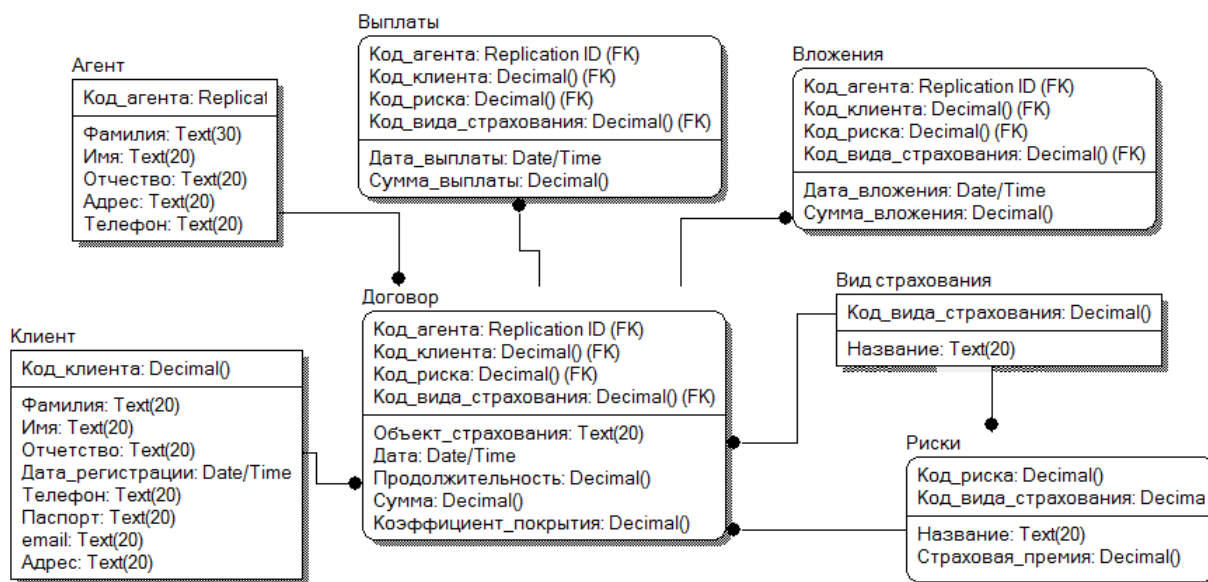 Выплаты
Код_агента: Replication ID (FK)
Код_клиента: Decimal() (FK)
Код_риска: Decimal() (FK)
Код_вида_страхования: Decimal() (FK)
Дата_выплаты: Date/Time
Сумма_выплаты: Decimal()
Вложения
Код_агента: Replication ID (FK)
Код_клиента: Decimal() (FK)
Код_риска: Decimal() (FK)
Код_вида_страхования: Decimal() (FK)
Дата_вложения: Date/Time
Сумма_вложения: Decimal()
Агент
Код_агента: Replicat
Фамилия: Text(30)
Имя: Text(20)
Отчество: Text(20)
Адрес: Text(20)
Телефон: Text(20)
Договор
Код_агента: Replication ID (FK)
Код_клиента: Decimal() (FK)
Код_риска: Decimal() (FK)
Код_вида_страхования: Decimal() (FK)
Объект_страхования: Text(20)
Дата: Date/Time
Продолжительность: Decimal()
Сумма: Decimal()
Коэффициент_покрытия: Decimal()
Вид страхования
Код_вида_страхования: Decimal()
Название: Text(20)
Клиент
Код_клиента: Decimal()
Фамилия: Text(20)
Имя: Text(20)
Отчетство: Text(20)
Дата_регистрации: Date/Time
Телефон: Text(20)
Паспорт: Text(20)
email: Text(20)
Адрес: Text(20)
Риски
Код_риска: Decimal()
Код_вида_страхования: Decima
Название: Text(20)
Страховая_премия: Decimal()